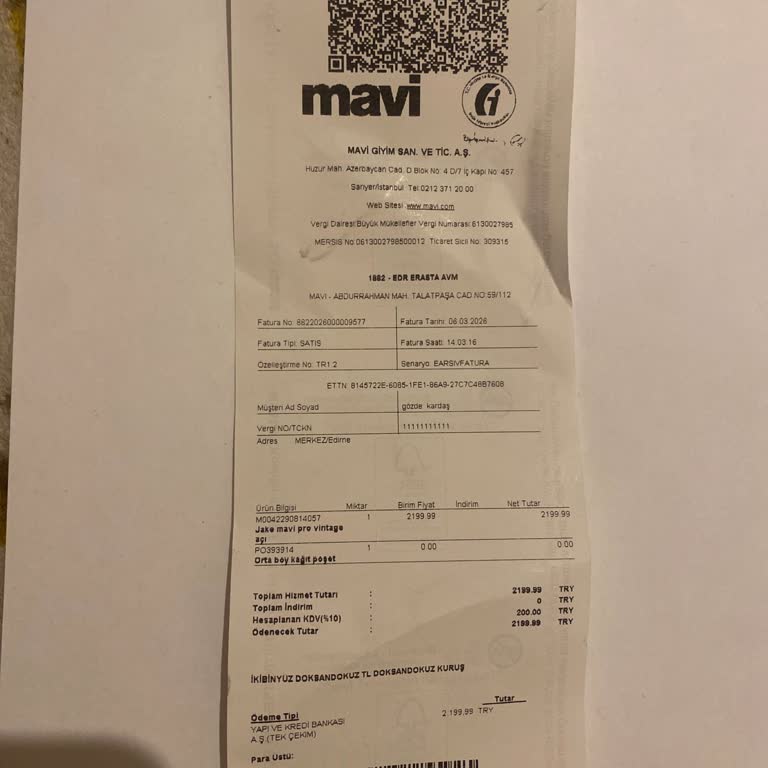 mavi
MAVİ GİYİM SAN. VE TİC. A.Ş.
Huzur Mah. Azerbaycan Cad. D Blok No: 4 D/7 İç Kapı No: 457
Sarıyer/İstanbul Tel:0212 371 20 00
Web Sitesi:www.mavi.com
Vergi Dairesi:Büyük Mükellefler Vergi Numarası:6130027985
MERSIS No:0613002798500012 Ticaret Sicil No: 309315
1882 - EDR ERASTA AVM
MAVI - ABDURRAHMAN MAH. TALATPAŞA CAD NO:59/112
Fatura No: 8822026000009577 Fatura Tarihi: 06.03.2026
Fatura Tipi: SATIS Fatura Saati: 14.03.16
Özelleştirme No: TR1.2 Senaryo: EARSIVFATURA
ETTN: 8145722E-6085-1FE1-86A9-27C7C48B7608
Müşteri Ad Soyad gözde kardaş
Vergi NO/TCKN 11111111111
Adres MERKEZ/Edirne
Ürün Bilgisi Miktar Birim Fiyat İndirim Net Tutar
M0042290814057 1 2199.99 2199.99
Jake mavi pro vintage
açı
PO393914 1 0.00 0.00
Orta boy kağıt poşet
Toplam Hizmet Tutarı : 2199.99 TRY
Toplam İndirim : 0 TRY
Hesaplanan KDV(%10) : 200.00 TRY
Ödenecek Tutar : 2199.99 TRY
İKİBİNYÜZ DOKSANDOKUZ TL DOKSANDOKUZ KURUŞ
Ödeme Tipi Tutar
YAPI VE KREDİ BANKASI 2.199,99 TRY
A.Ş.(TEK ÇEKİM)
Para Üstü: